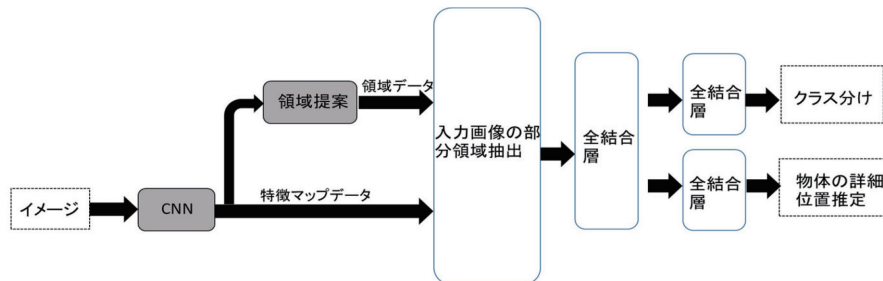 イメージ
CNN
領域提案
領域データ
特徴マップデータ
入力画像の部
分領域抽出
全結合
層
全結合
層
クラス分け
全結合
層
物体の詳細
位置推定